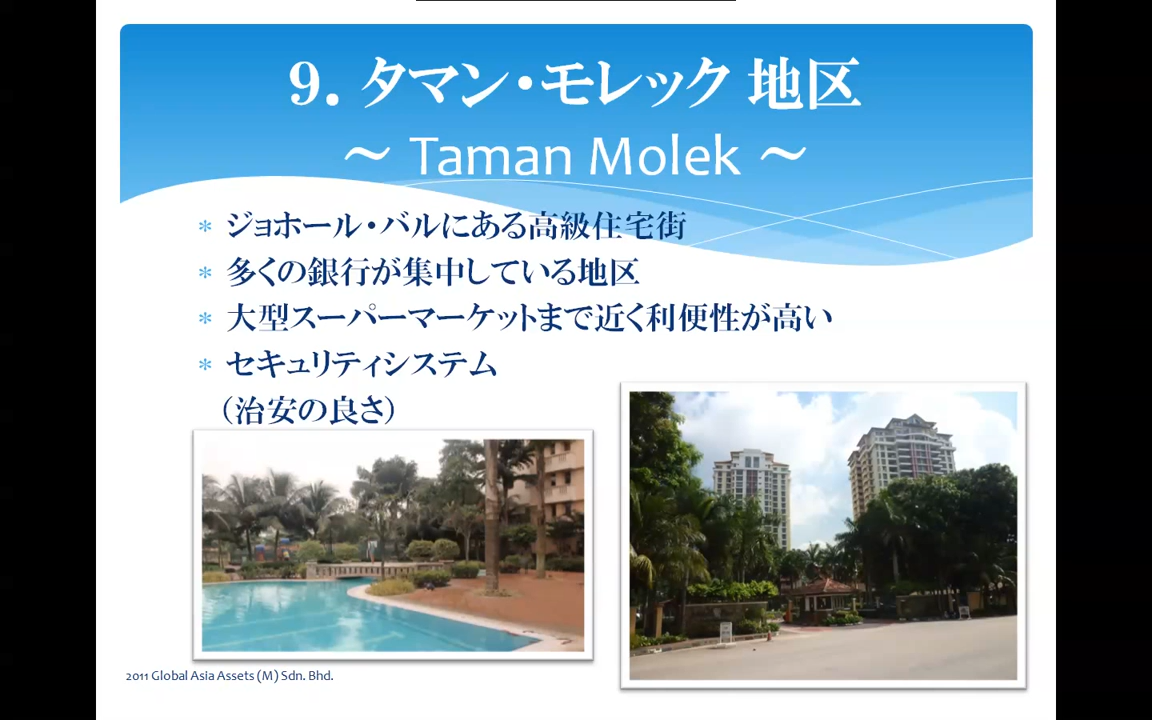 9. タマン・モレック 地区
～ Taman Molek ～
* ジョホール・バルにある高級住宅街
* 多くの銀行が集中している地区
* 大型スーパーマーケットまで近く利便性が高い
* セキュリティシステム
（治安の良さ）
2011 Global Asia Assets (M) Sdn. Bhd.